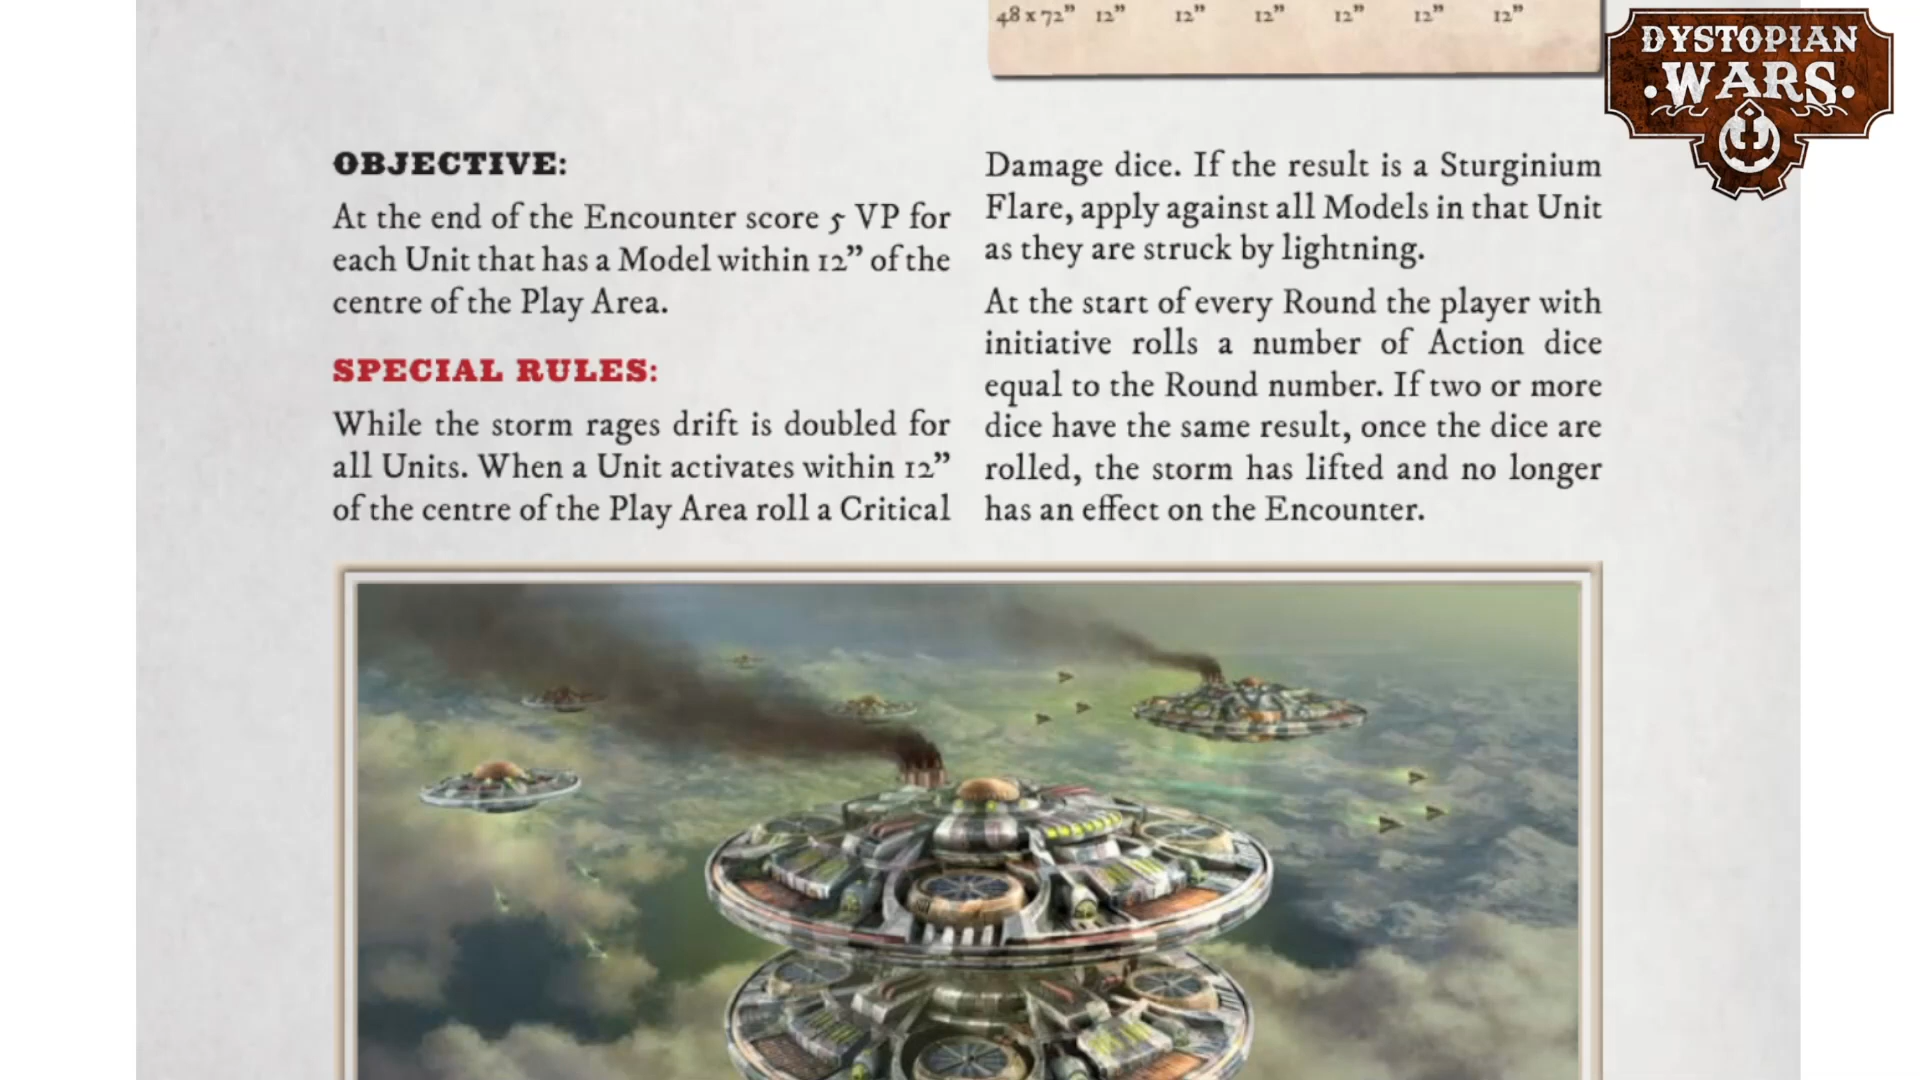 48 x 72” 12” 12” 12” 12” 12” 12”
DYSTOPIAN
WARS
OBJECTIVE:
At the end of the Encounter score 5 VP for
each Unit that has a Model within 12” of the
centre of the Play Area.
SPECIAL RULES:
While the storm rages drift is doubled for
all Units. When a Unit activates within 12”
of the centre of the Play Area roll a Critical
Damage dice. If the result is a Sturginium
Flare, apply against all Models in that Unit
as they are struck by lightning.
At the start of every Round the player with
initiative rolls a number of Action dice
equal to the Round number. If two or more
dice have the same result, once the dice are
rolled, the storm has lifted and no longer
has an effect on the Encounter.